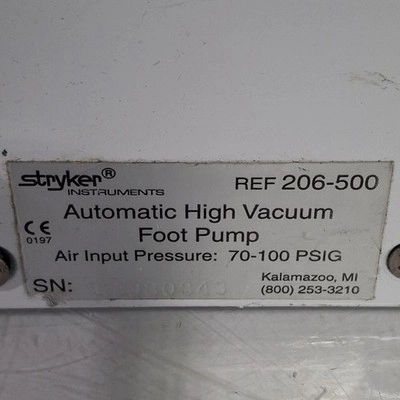 stryker®
INSTRUMENTS
REF 206-500
Automatic High Vacuum
Foot Pump
CE
0197
Air Input Pressure: 70-100 PSIG
SN:
Kalamazoo, MI
(800) 253-3210